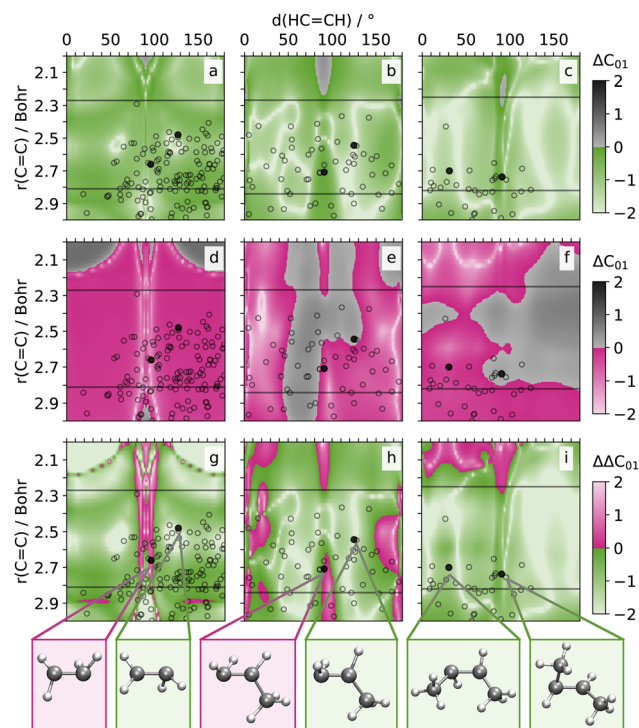 d(HC=CH) / °
0 50 100 150
0 50 100 150
0 50 100 150
r(C=C) / Bohr
2.1
2.3
2.5
2.7
2.9
a
b
c
ΔC01
2
1
0
−1
r(C=C) / Bohr
2.1
2.3
2.5
2.7
2.9
d
e
f
ΔC01
2
1
0
−1
r(C=C) / Bohr
2.1
2.3
2.5
2.7
2.9
g
h
i
ΔΔC01
2
1
0
−1